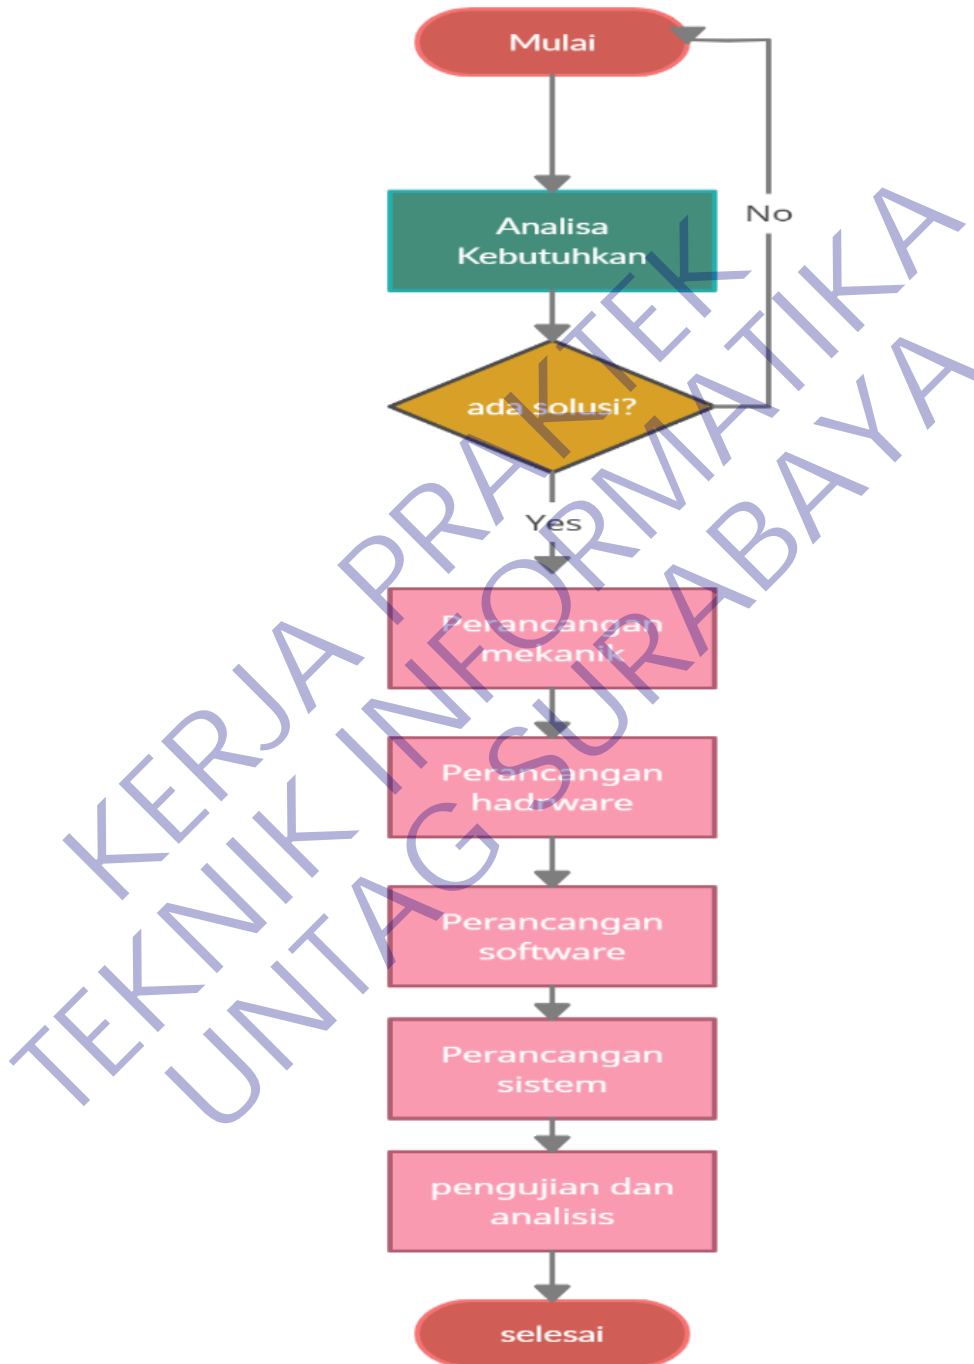 Mulai
Analisa
Kebutuhkan
No
ada solusi?
Yes
Perancangan
mekanik
Perancangan
hadrware
Perancangan
software
Perancangan
sistem
pengujian dan
analisis
selesai
KERJA PRAKTEK
TEKNIK INFORMATIKA
UNTAG SURABAYA